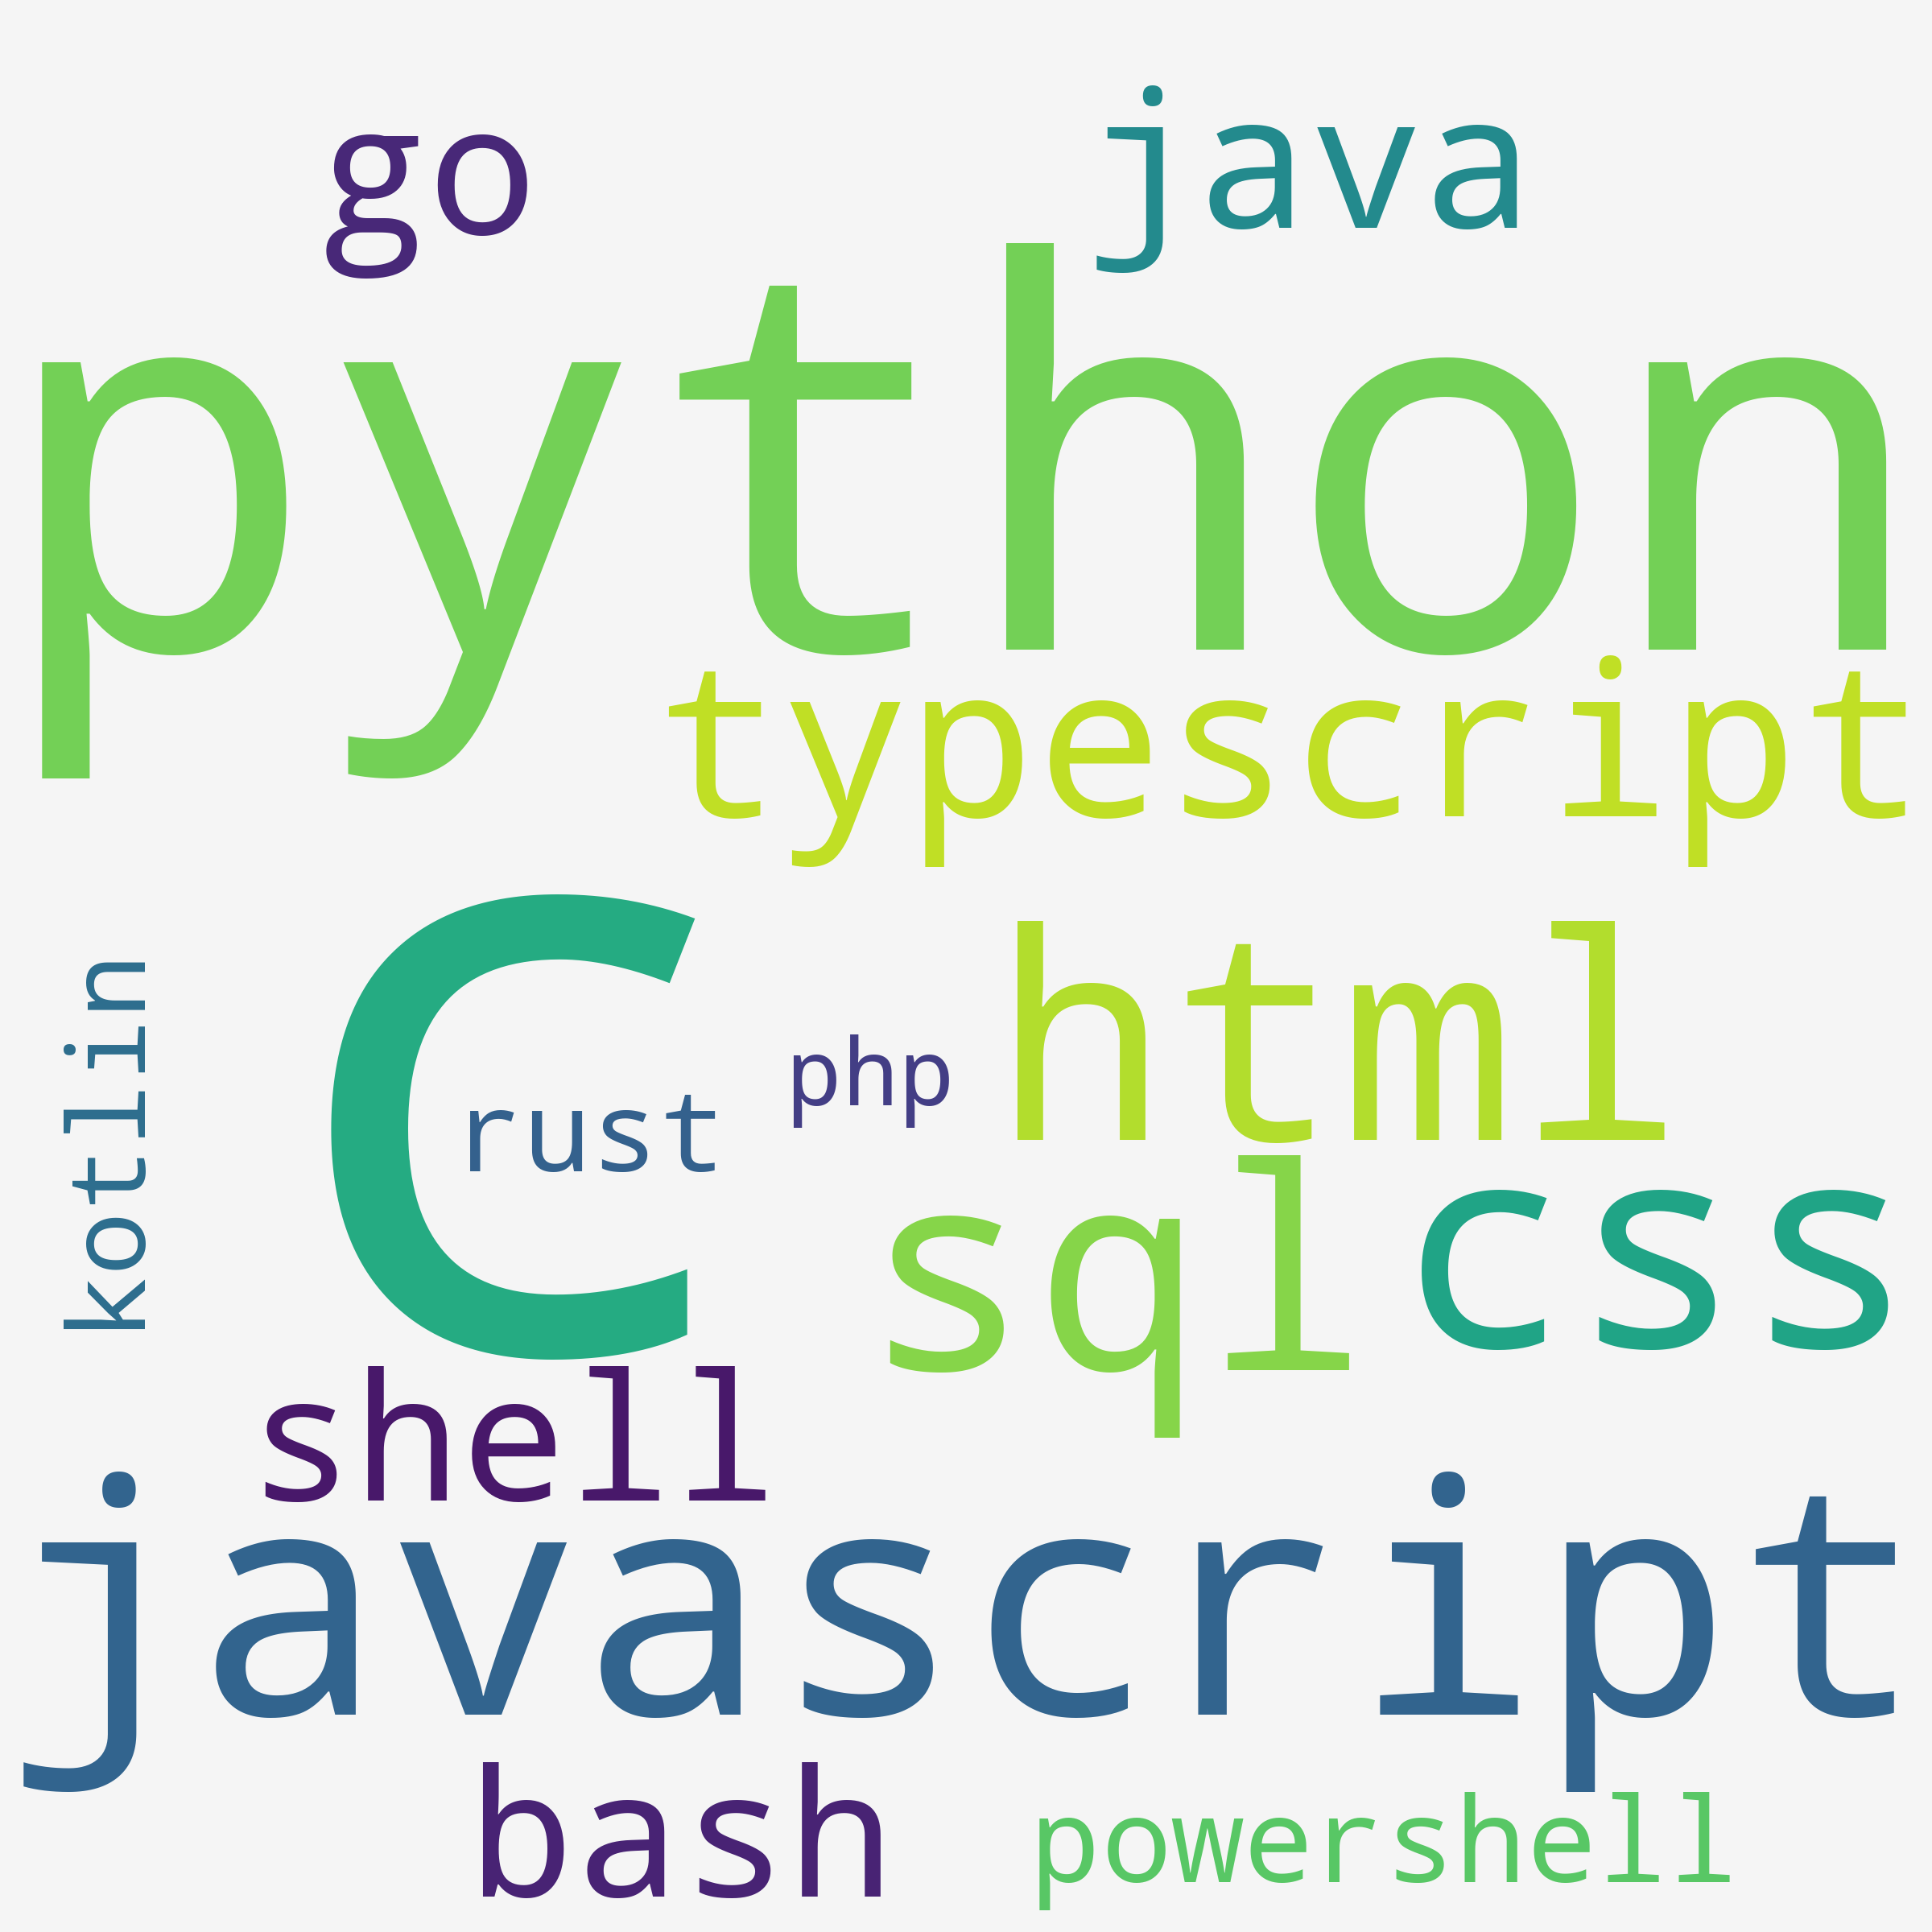 go
java
python
typescript
C
html
php
rust
kotlin
sql
css
shell
javascript
bash
powershell